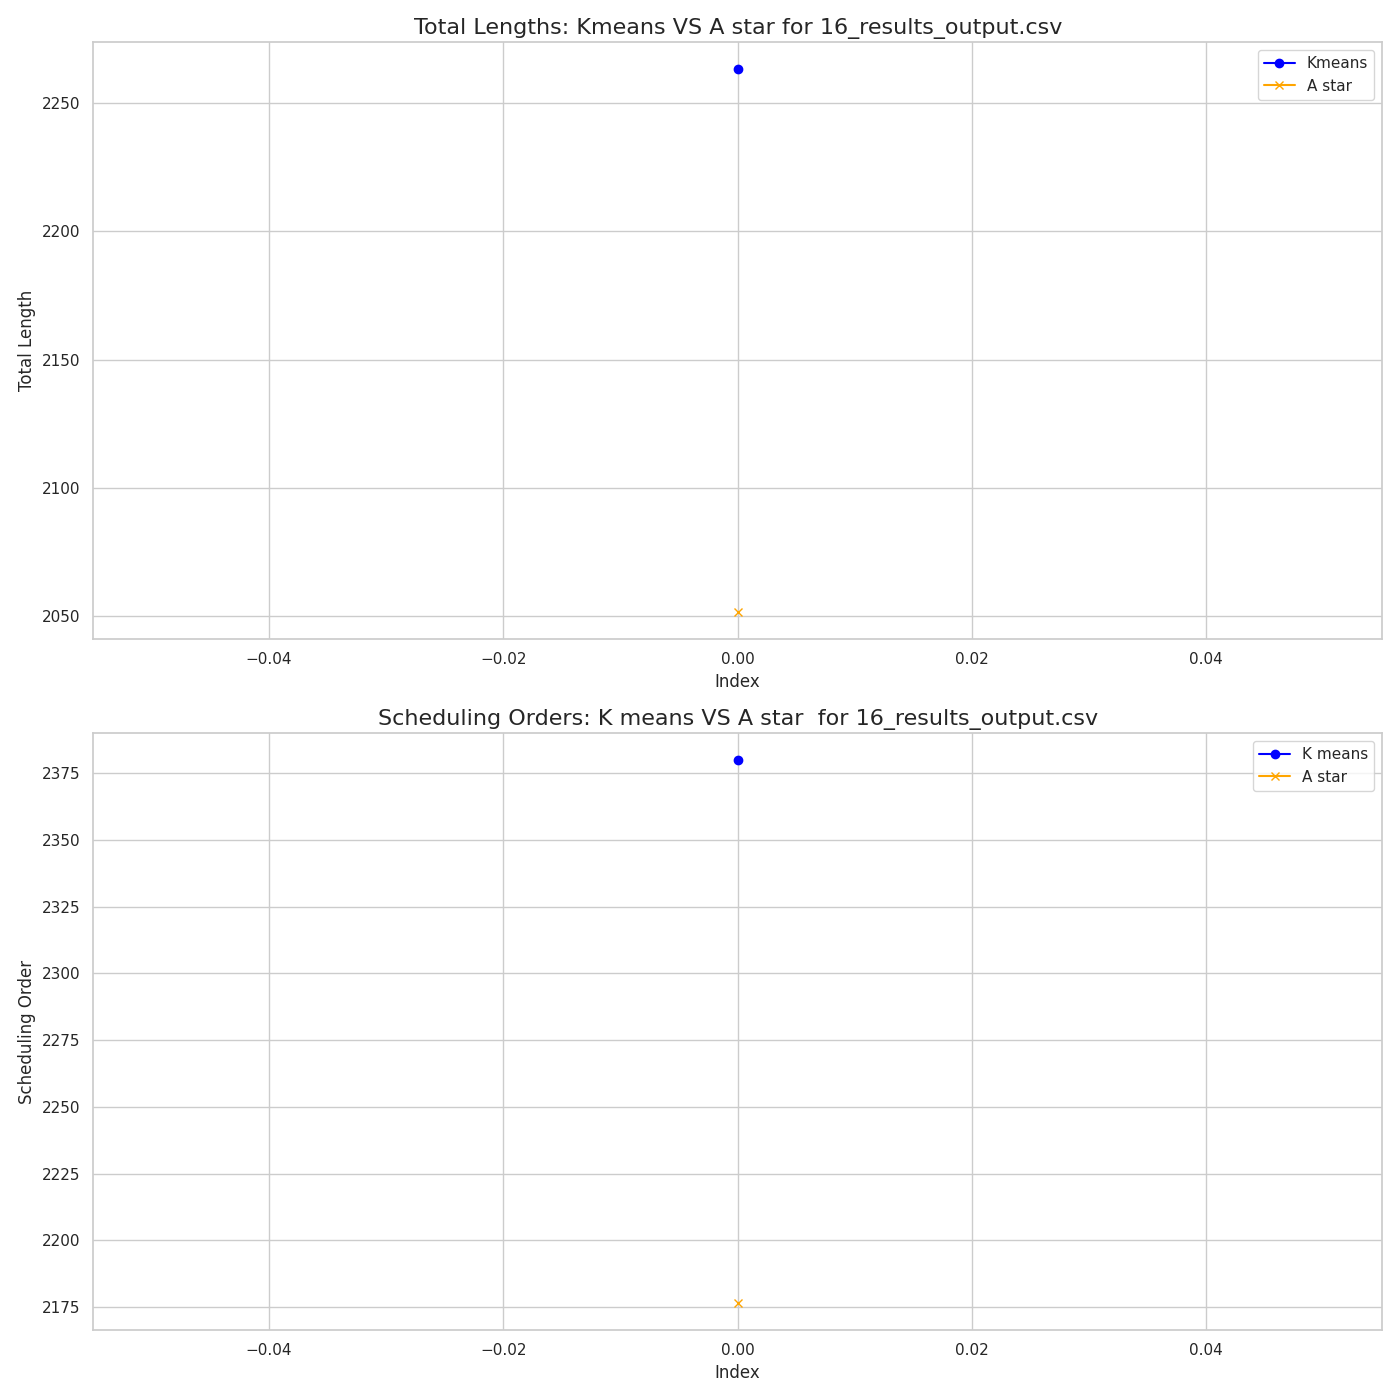 Total Lengths: Kmeans VS A star for 16_results_output.csv
Kmeans
A star
2250
2200
2150
2100
2050
Total Length
−0.04
−0.02
0.00
0.02
0.04
Index
Scheduling Orders: K means VS A star  for 16_results_output.csv
K means
A star
2375
2350
2325
2300
2275
2250
2225
2200
2175
Scheduling Order
−0.04
−0.02
0.00
0.02
0.04
Index